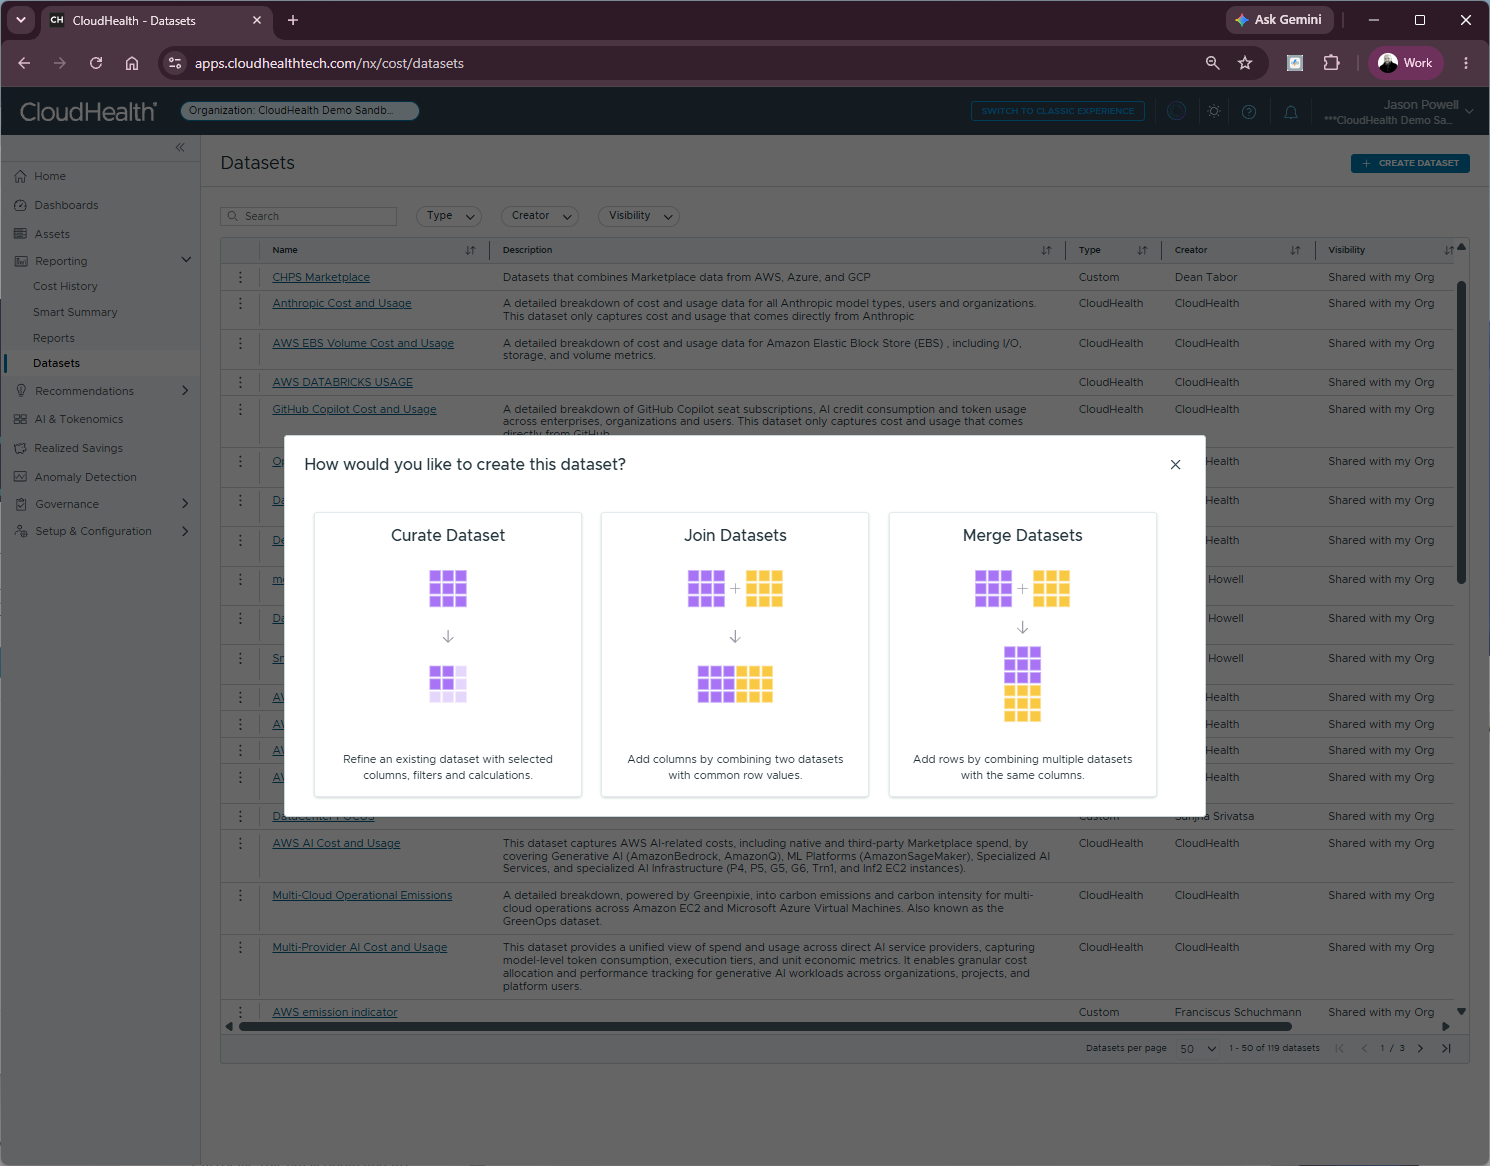 CH CloudHealth - Datasets
Ask Gemini
apps.cloudhealthtech.com/nx/cost/datasets
Work
CloudHealth
Organization: CloudHealth Demo Sandb...
SWITCH TO CLASSIC EXPERIENCE
Jason Powell
***CloudHealth Demo Sa...
Home
Dashboards
Assets
Reporting
Cost History
Smart Summary
Reports
Datasets
Recommendations
AI & Tokenomics
Realized Savings
Anomaly Detection
Governance
Setup & Configuration
Datasets
+ CREATE DATASET
Search
Type
Creator
Visibility
Name Description Type Creator Visibility
CHPS Marketplace Datasets that combines Marketplace data from AWS, Azure, and GCP Custom Dean Tabor Shared with my Org
Anthropic Cost and Usage A detailed breakdown of cost and usage data for all Anthropic model types, users and organizations. CloudHealth CloudHealth Shared with my Org
This dataset only captures cost and usage that comes directly from Anthropic
AWS EBS Volume Cost and Usage A detailed breakdown of cost and usage data for Amazon Elastic Block Store (EBS) , including I/O, CloudHealth CloudHealth Shared with my Org
storage, and volume metrics.
AWS DATABRICKS USAGE CloudHealth CloudHealth Shared with my Org
GitHub Copilot Cost and Usage A detailed breakdown of GitHub Copilot seat subscriptions, AI credit consumption and token usage CloudHealth CloudHealth Shared with my Org
across enterprises, organizations and users. This dataset only captures cost and usage that comes
directly from GitHub
Health Shared with my Org
Health Shared with my Org
Health Shared with my Org
Howell Shared with my Org
Howell Shared with my Org
Howell Shared with my Org
Health Shared with my Org
Health Shared with my Org
Health Shared with my Org
Health Shared with my Org
How would you like to create this dataset?
Curate Dataset
Refine an existing dataset with selected
columns, filters and calculations.
Join Datasets
+
Add columns by combining two datasets
with common row values.
Merge Datasets
+
Add rows by combining multiple datasets
with the same columns.
Datacenter FOCUS Custom Sanjna Srivatsa Shared with my Org
AWS AI Cost and Usage This dataset captures AWS AI-related costs, including native and third-party Marketplace spend, by CloudHealth CloudHealth Shared with my Org
covering Generative AI (AmazonBedrock, AmazonQ), ML Platforms (AmazonSageMaker), Specialized AI
Services, and specialized AI Infrastructure (P4, P5, G5, G6, Trn1, and Inf2 EC2 instances).
Multi-Cloud Operational Emissions A detailed breakdown, powered by Greenpixie, into carbon emissions and carbon intensity for multi- CloudHealth CloudHealth Shared with my Org
cloud operations across Amazon EC2 and Microsoft Azure Virtual Machines. Also known as the
GreenOps dataset.
Multi-Provider AI Cost and Usage This dataset provides a unified view of spend and usage across direct AI service providers, capturing CloudHealth CloudHealth Shared with my Org
model-level token consumption, execution tiers, and unit economic metrics. It enables granular cost
allocation and performance tracking for generative AI workloads across organizations, projects, and
platform users.
AWS emission indicator Custom Franciscus Schuchmann Shared with my Org
Datasets per page 50 1 - 50 of 119 datasets 1 / 3